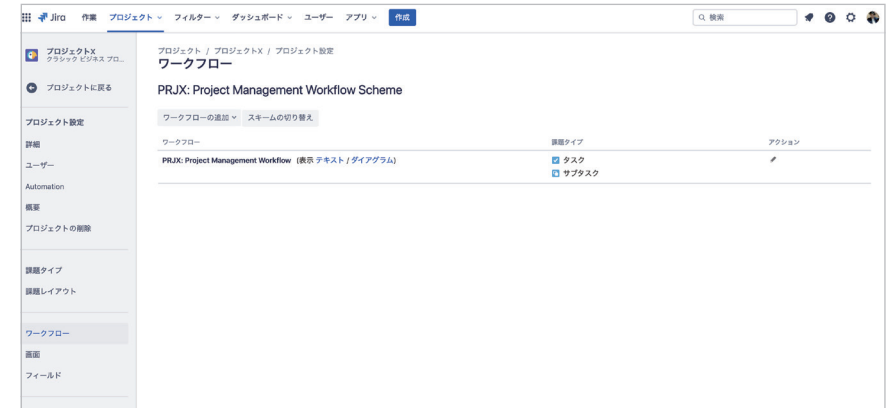 Jira 作業 プロジェクト フィルター ダッシュボード ユーザー アプリ 作成 検索
プロジェクトX
クラシック ビジネス プロ...
プロジェクトに戻る
プロジェクト設定
詳細
ユーザー
Automation
概要
プロジェクトの削除
課題タイプ
課題レイアウト
ワークフロー
画面
フィールド
プロジェクト / プロジェクトX / プロジェクト設定
ワークフロー
PRJX: Project Management Workflow Scheme
ワークフローの追加 スキームの切り替え
ワークフロー 課題タイプ アクション
PRJX: Project Management Workflow (表示 テキスト / ダイアグラム) タスク
サブタスク